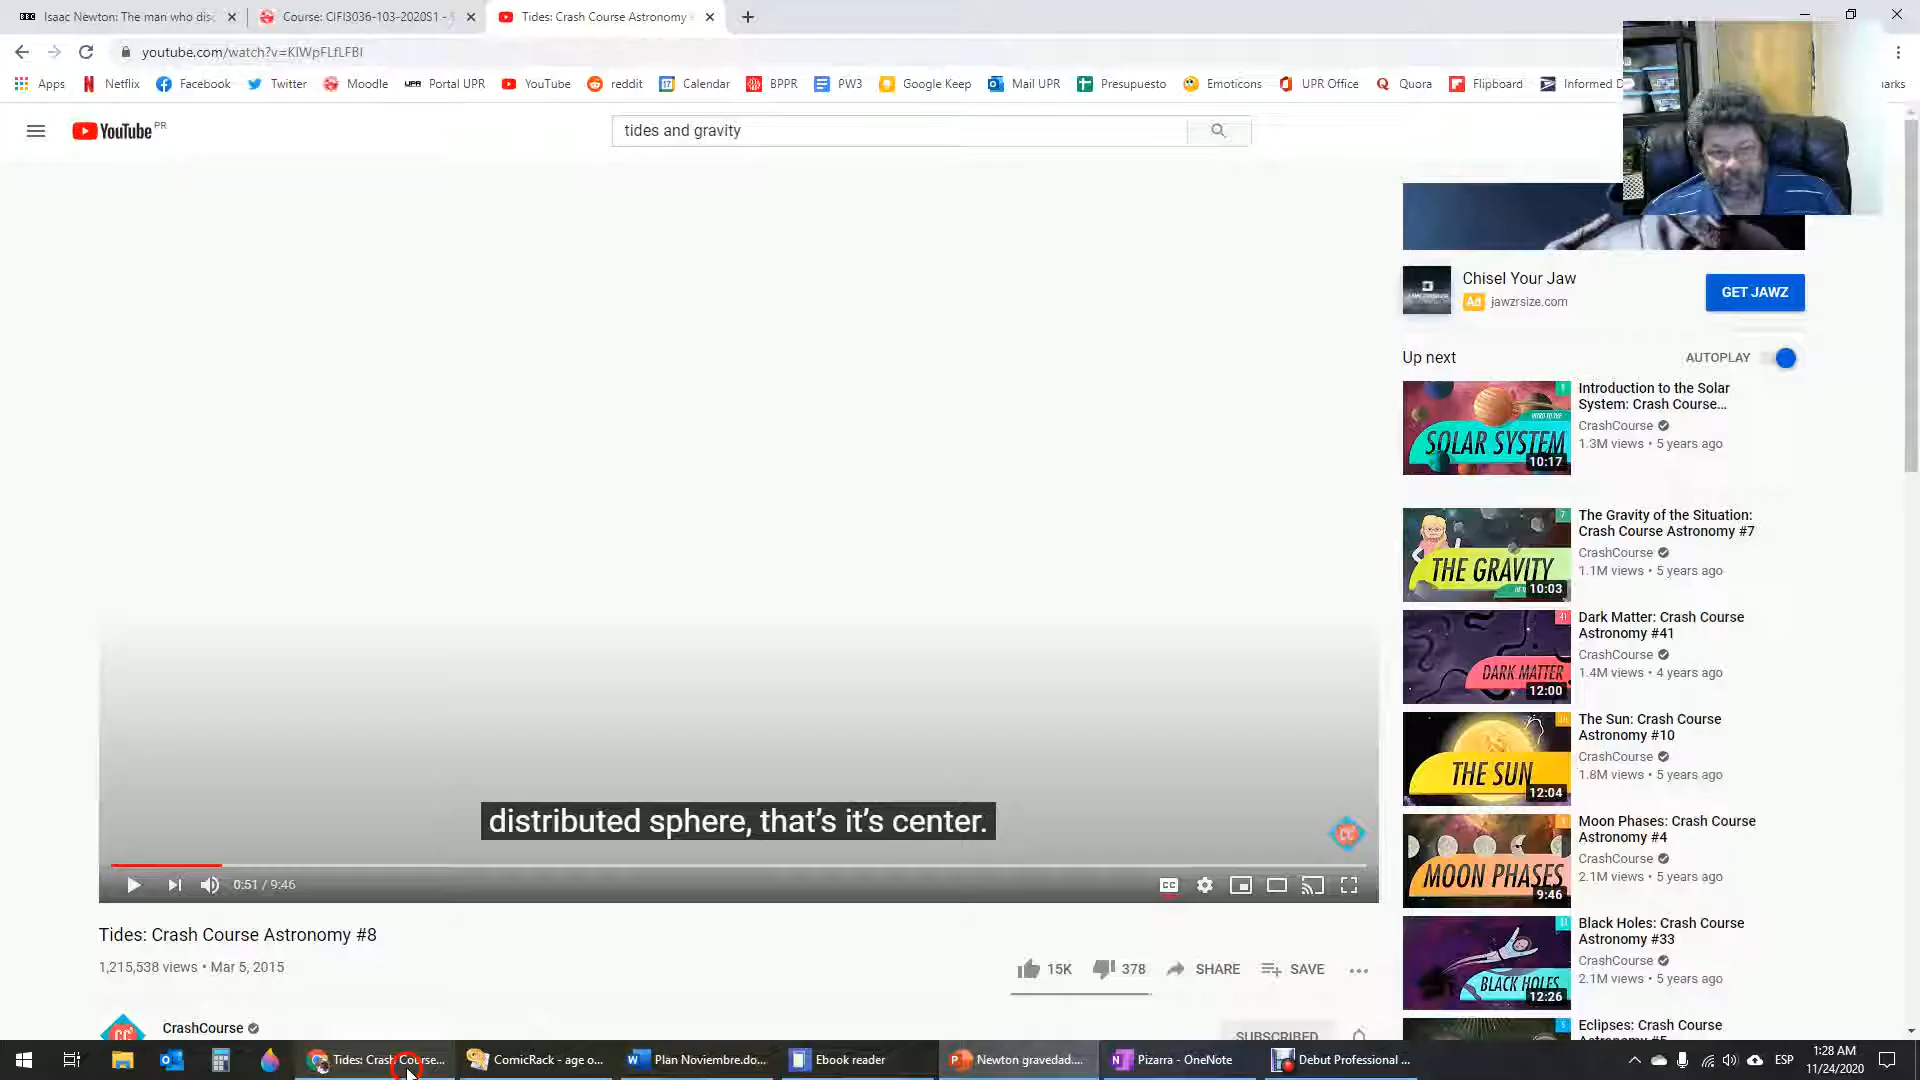 Isaac Newton: The man who dis
Course: CIFI3036-103-2020S1 -
Tides: Crash Course Astronomy
youtube.com/watch?v=KlWpFLfLFBI
Apps
Netflix
Facebook
Twitter
Moodle
Portal UPR
YouTube
reddit
Calendar
BPPR
PW3
Google Keep
Mail UPR
Presupuesto
Emoticons
UPR Office
Quora
Flipboard
Informed D
arks
YouTube PR
tides and gravity
Chisel Your Jaw
Ad jawzrsize.com
GET JAWZ
Up next
AUTOPLAY
SOLAR SYSTEM
10:17
Introduction to the Solar
System: Crash Course...
CrashCourse
1.3M views • 5 years ago
7
THE GRAVITY
10:03
The Gravity of the Situation:
Crash Course Astronomy #7
CrashCourse
1.1M views • 5 years ago
41
DARK MATTER
12:00
Dark Matter: Crash Course
Astronomy #41
CrashCourse
1.4M views • 4 years ago
THE SUN
12:04
The Sun: Crash Course
Astronomy #10
CrashCourse
1.8M views • 5 years ago
MOON PHASES
9:46
Moon Phases: Crash Course
Astronomy #4
CrashCourse
2.1M views • 5 years ago
BLACK HOLES
12:26
Black Holes: Crash Course
Astronomy #33
CrashCourse
2.1M views • 5 years ago
Eclipses: Crash Course
Astronomy #5
distributed sphere, that's it's center.
CC
0:51 / 9:46
CC
Tides: Crash Course Astronomy #8
1,215,538 views • Mar 5, 2015
15K
378
SHARE
SAVE
CC
CrashCourse
SUBSCRIBED
Tides: Crash Course...
ComicRack - age o...
Plan Noviembre.do...
Ebook reader
Newton gravedad....
Pizarra - OneNote
Debut Professional ...
ESP
1:28 AM
11/24/2020